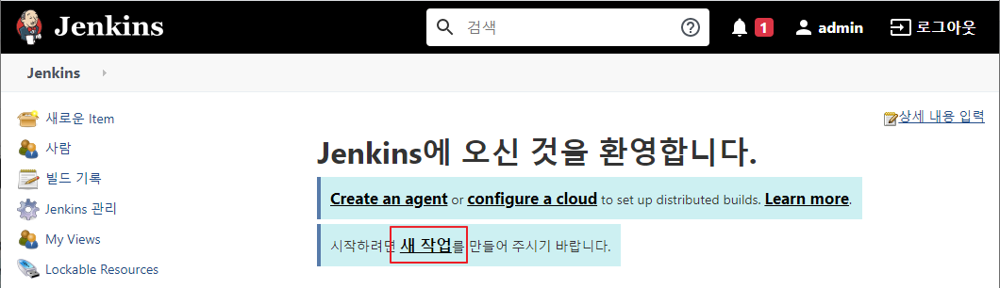 Jenkins
검색
1
admin
로그아웃
Jenkins
새로운 Item
사람
빌드 기록
Jenkins 관리
My Views
Lockable Resources
상세 내용 입력
Jenkins에 오신 것을 환영합니다.
Create an agent or configure a cloud to set up distributed builds. Learn more.
시작하려면 새 작업를 만들어 주시기 바랍니다.